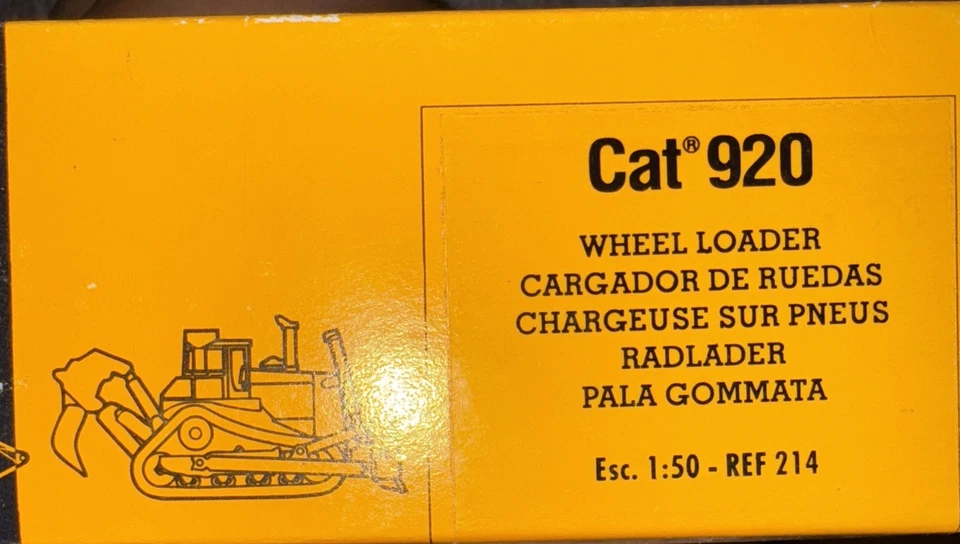 Cat® 920
WHEEL LOADER
CARGADOR DE RUEDAS
CHARGEUSE SUR PNEUS
RADLADER
PALA GOMMATA
Esc. 1:50 - REF 214